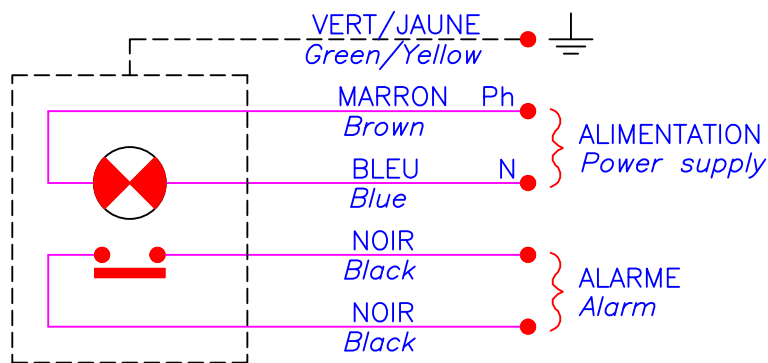 VERT/JAUNE
Green/Yellow
MARRON Ph
Brown
ALIMENTATION
Power supply
BLEU N
Blue
NOIR
Black
ALARME
Alarm
NOIR
Black